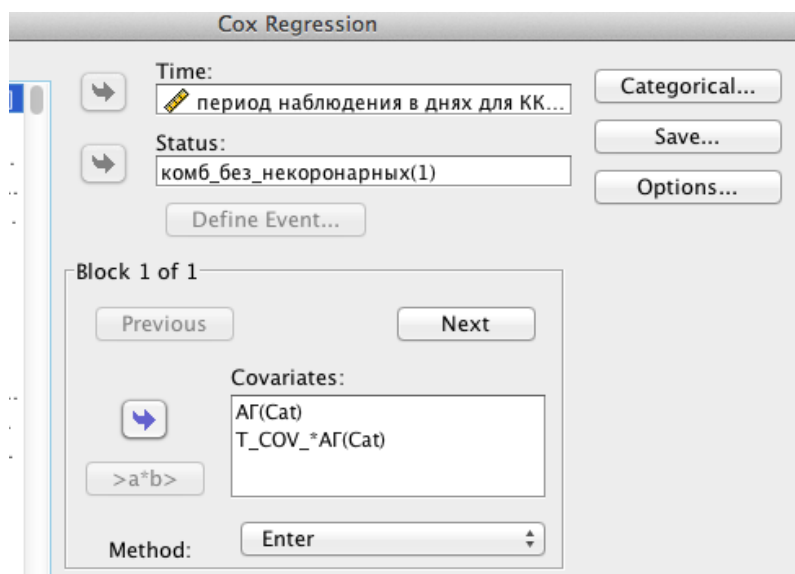 Cox Regression
Time:
период наблюдения в днях для КК...
Categorical...
Status:
комб_без_некоронарных(1)
Save...
Options...
Define Event...
Block 1 of 1
Previous
Next
Covariates:
АГ(Cat)
T_COV_*АГ(Cat)
>a*b>
Method:
Enter